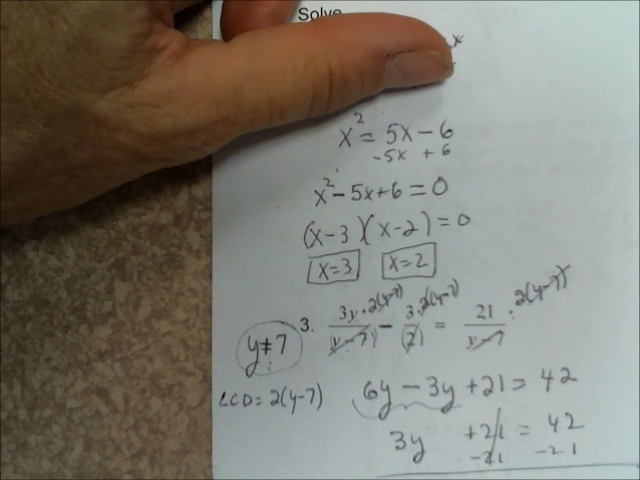 Solve
x
x² = 5x - 6
-5x + 6
x² - 5x + 6 = 0
(x - 3)(x - 2) = 0
x = 3 x = 2
3. 3y · 2(y-7) / (y-7) - 3 · 2(y-7) / (2) = 21 / y-7 · 2(y-7)
y ≠ 7
LCD = 2(y-7) 6y - 3y + 21 = 42
3y + 21 = 42
-21 -21